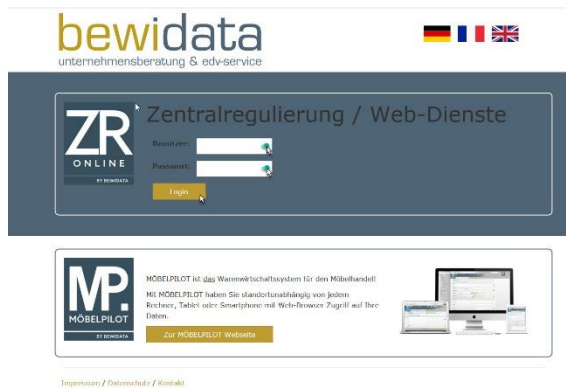 bewidata
unternehmensberatung & edv-service
ZR
ONLINE
BY BEWIDATA
Zentralregulierung / Web-Dienste
Benutzer:
Passwort:
Login
MP.
MÖBELPILOT
BY BEWIDATA
MÖBELPILOT ist das Warenwirtschaftssystem für den Möbelhandel!
Mit MÖBELPILOT haben Sie standortunabhängig von jedem
Rechner, Tablet oder Smartphone mit Web-Browser Zugriff auf Ihre
Daten.
Zur MÖBELPILOT Webseite
Impressum / Datenschutz / Kontakt